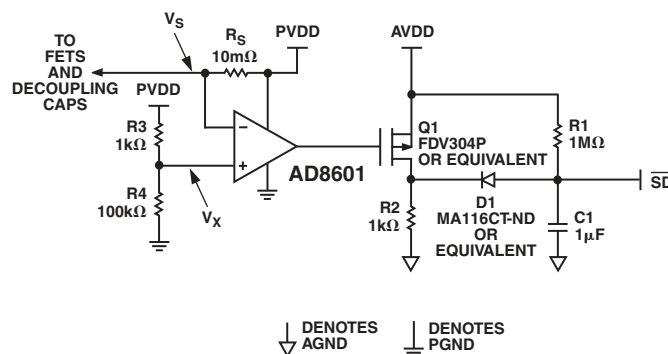 V_S
R_S
10mΩ
PVDD
AVDD
TO
FETS
AND
DECOUPLING
CAPS
PVDD
R3
1kΩ
−
+
AD8601
Q1
FDV304P
OR EQUIVALENT
R1
1MΩ
SD
R4
100kΩ
V_X
R2
1kΩ
D1
MA116CT-ND
OR
EQUIVALENT
C1
1μF
DENOTES
AGND
DENOTES
PGND